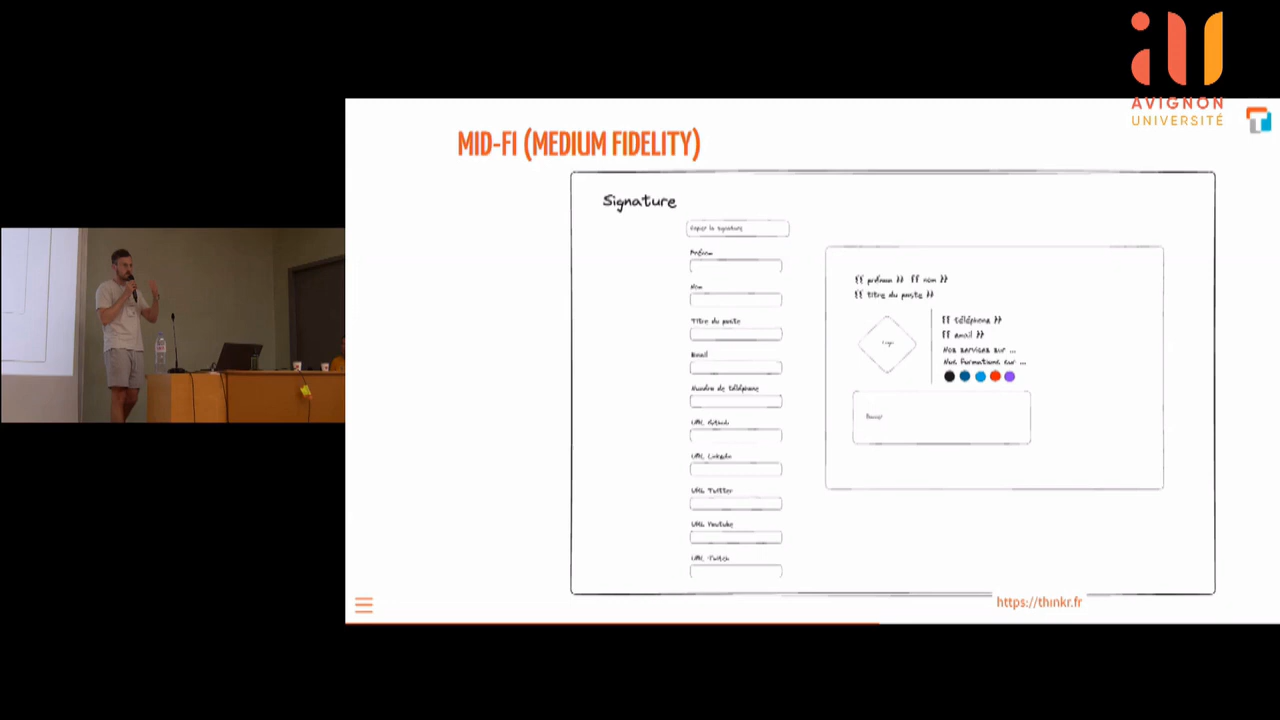 AVIGNON
UNIVERSITÉ
MID-FI (MEDIUM FIDELITY)
Signature
Copier la signature
Prénom
Nom
Titre du poste
Email
Numéro de téléphone
URL Github
URL Linkedin
URL Twitter
URL Youtube
URL Twitch
{{ prénom }} {{ nom }}
{{ titre du poste }}
Logo
{{ téléphone }}
{{ email }}
Nos services sur ...
Nos formations sur ...
Banner
https://thinkr.fr